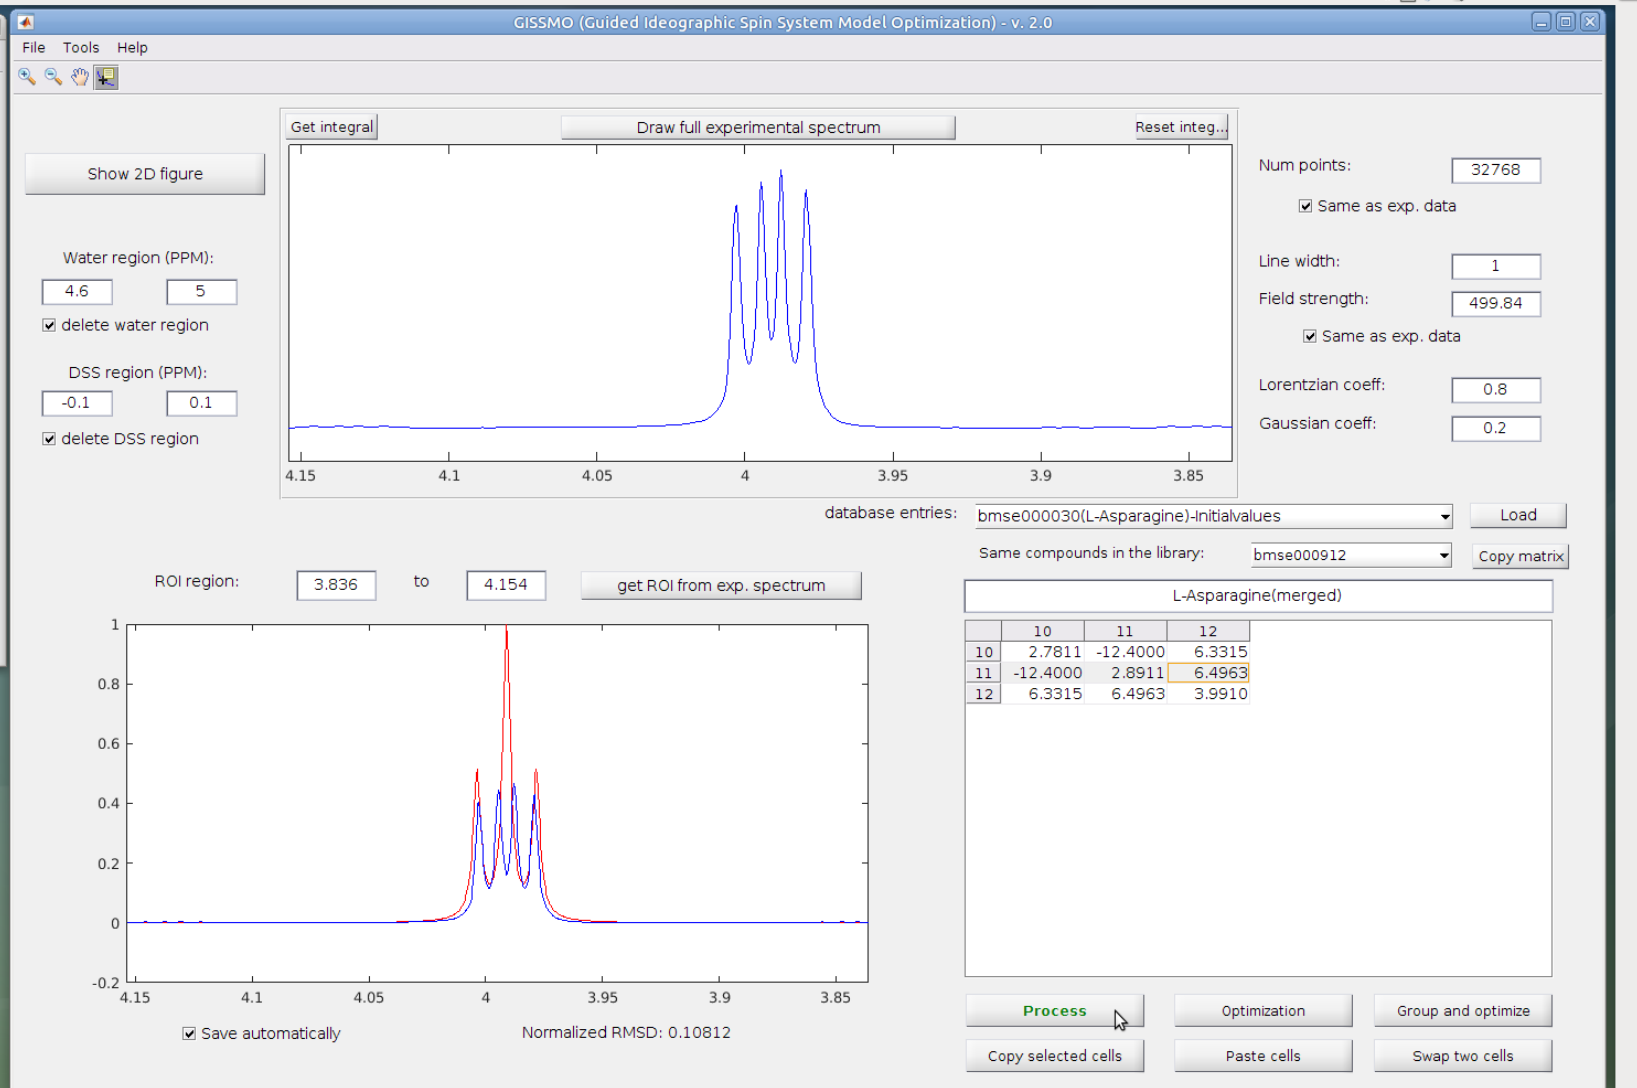 GISSMO (Guided Ideographic Spin System Model Optimization) - v. 2.0
File Tools Help
Get integral
Draw full experimental spectrum
Reset integ...
Show 2D figure
Water region (PPM):
4.6 5
delete water region
DSS region (PPM):
-0.1 0.1
delete DSS region
4.15 4.1 4.05 4 3.95 3.9 3.85
Num points: 32768
Same as exp. data
Line width: 1
Field strength: 499.84
Same as exp. data
Lorentzian coeff: 0.8
Gaussian coeff: 0.2
database entries: bmse000030(L-Asparagine)-Initialvalues Load
Same compounds in the library: bmse000912 Copy matrix
ROI region: 3.836 to 4.154 get ROI from exp. spectrum
L-Asparagine(merged)
10 11 12
10 2.7811 -12.4000 6.3315
11 -12.4000 2.8911 6.4963
12 6.3315 6.4963 3.9910
1
0.8
0.6
0.4
0.2
0
-0.2
4.15 4.1 4.05 4 3.95 3.9 3.85
Save automatically
Normalized RMSD: 0.10812
Process Optimization Group and optimize
Copy selected cells Paste cells Swap two cells